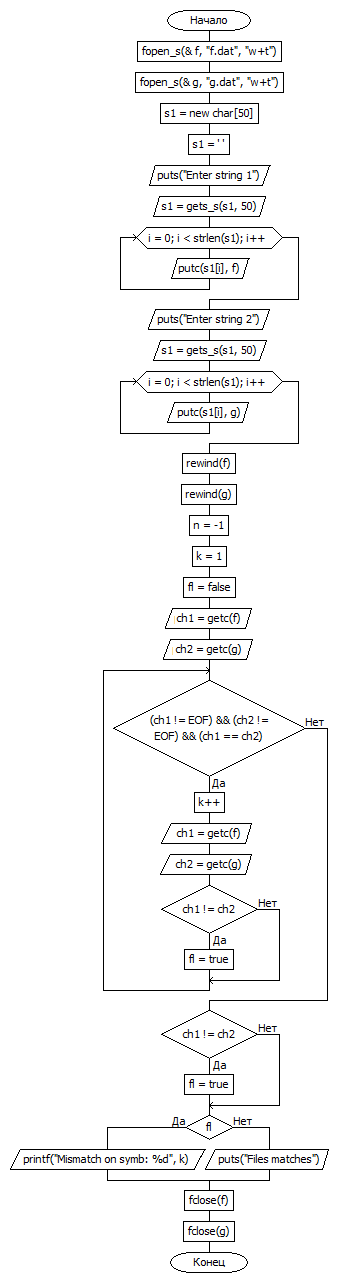 Начало
fopen_s(& f, "f.dat", "w+t")
fopen_s(& g, "g.dat", "w+t")
s1 = new char[50]
s1 = ' '
puts("Enter string 1")
s1 = gets_s(s1, 50)
i = 0; i < strlen(s1); i++
putc(s1[i], f)
puts("Enter string 2")
s1 = gets_s(s1, 50)
i = 0; i < strlen(s1); i++
putc(s1[i], g)
rewind(f)
rewind(g)
n = -1
k = 1
fl = false
ch1 = getc(f)
ch2 = getc(g)
(ch1 != EOF) && (ch2 !=
EOF) && (ch1 == ch2)
Нет
Да
k++
ch1 = getc(f)
ch2 = getc(g)
ch1 != ch2
Нет
Да
fl = true
ch1 != ch2
Нет
Да
fl = true
Да
fl
Нет
printf("Mismatch on symb: %d", k)
puts("Files matches")
fclose(f)
fclose(g)
Конец